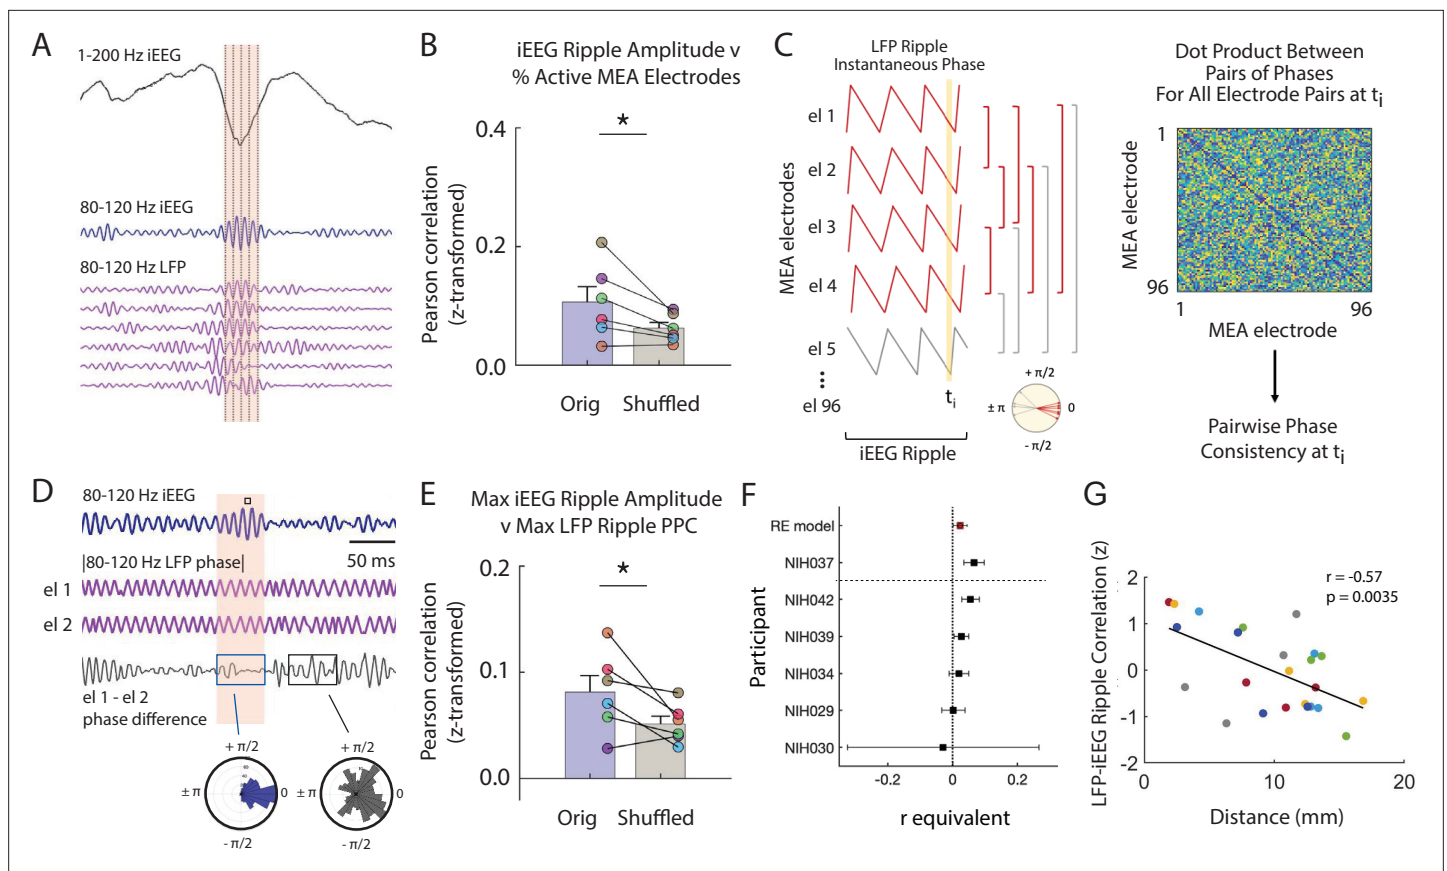 A
1-200 Hz iEEG
80-120 Hz iEEG
80-120 Hz LFP
B
iEEG Ripple Amplitude v
% Active MEA Electrodes
Pearson correlation
(z-transformed)
0.4
0.2
0.0
*
Orig
Shuffled
C
LFP Ripple
Instantaneous Phase
MEA electrodes
el 1
el 2
el 3
el 4
el 5
el 96
ti
iEEG Ripple
+ π/2
± π
0
- π/2
Dot Product Between
Pairs of Phases
For All Electrode Pairs at ti
MEA electrode
1
96
1
96
MEA electrode
Pairwise Phase
Consistency at ti
D
80-120 Hz iEEG
50 ms
|80-120 Hz LFP phase|
el 1
el 2
el 1 - el 2
phase difference
+ π/2
± π
0
- π/2
+ π/2
± π
0
- π/2
E
Max iEEG Ripple Amplitude
v Max LFP Ripple PPC
Pearson correlation
(z-transformed)
0.2
0.1
0.0
*
Orig
Shuffled
F
Participant
RE model
NIH037
NIH042
NIH039
NIH034
NIH029
NIH030
-0.2
0
0.2
r equivalent
G
LFP-iEEG Ripple Correlation (z)
r = -0.57
p = 0.0035
2
1
0
-1
-2
0
10
20
Distance (mm)